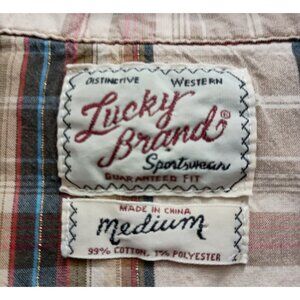 DISTINCTIVE WESTERN
Lucky
Brand®
Sportswear
GUARANTEED FIT
MADE IN CHINA
Medium
99% COTTON, 1% POLYESTER